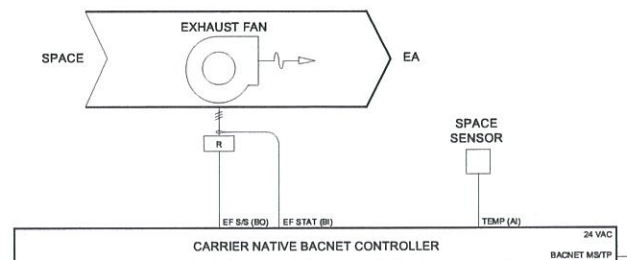 EXHAUST FAN
SPACE
EA
SPACE
SENSOR
R
EF S/S (BO)
EF STAT (BI)
TEMP (AI)
24 VAC
CARRIER NATIVE BACNET CONTROLLER
BACNET MS/TP